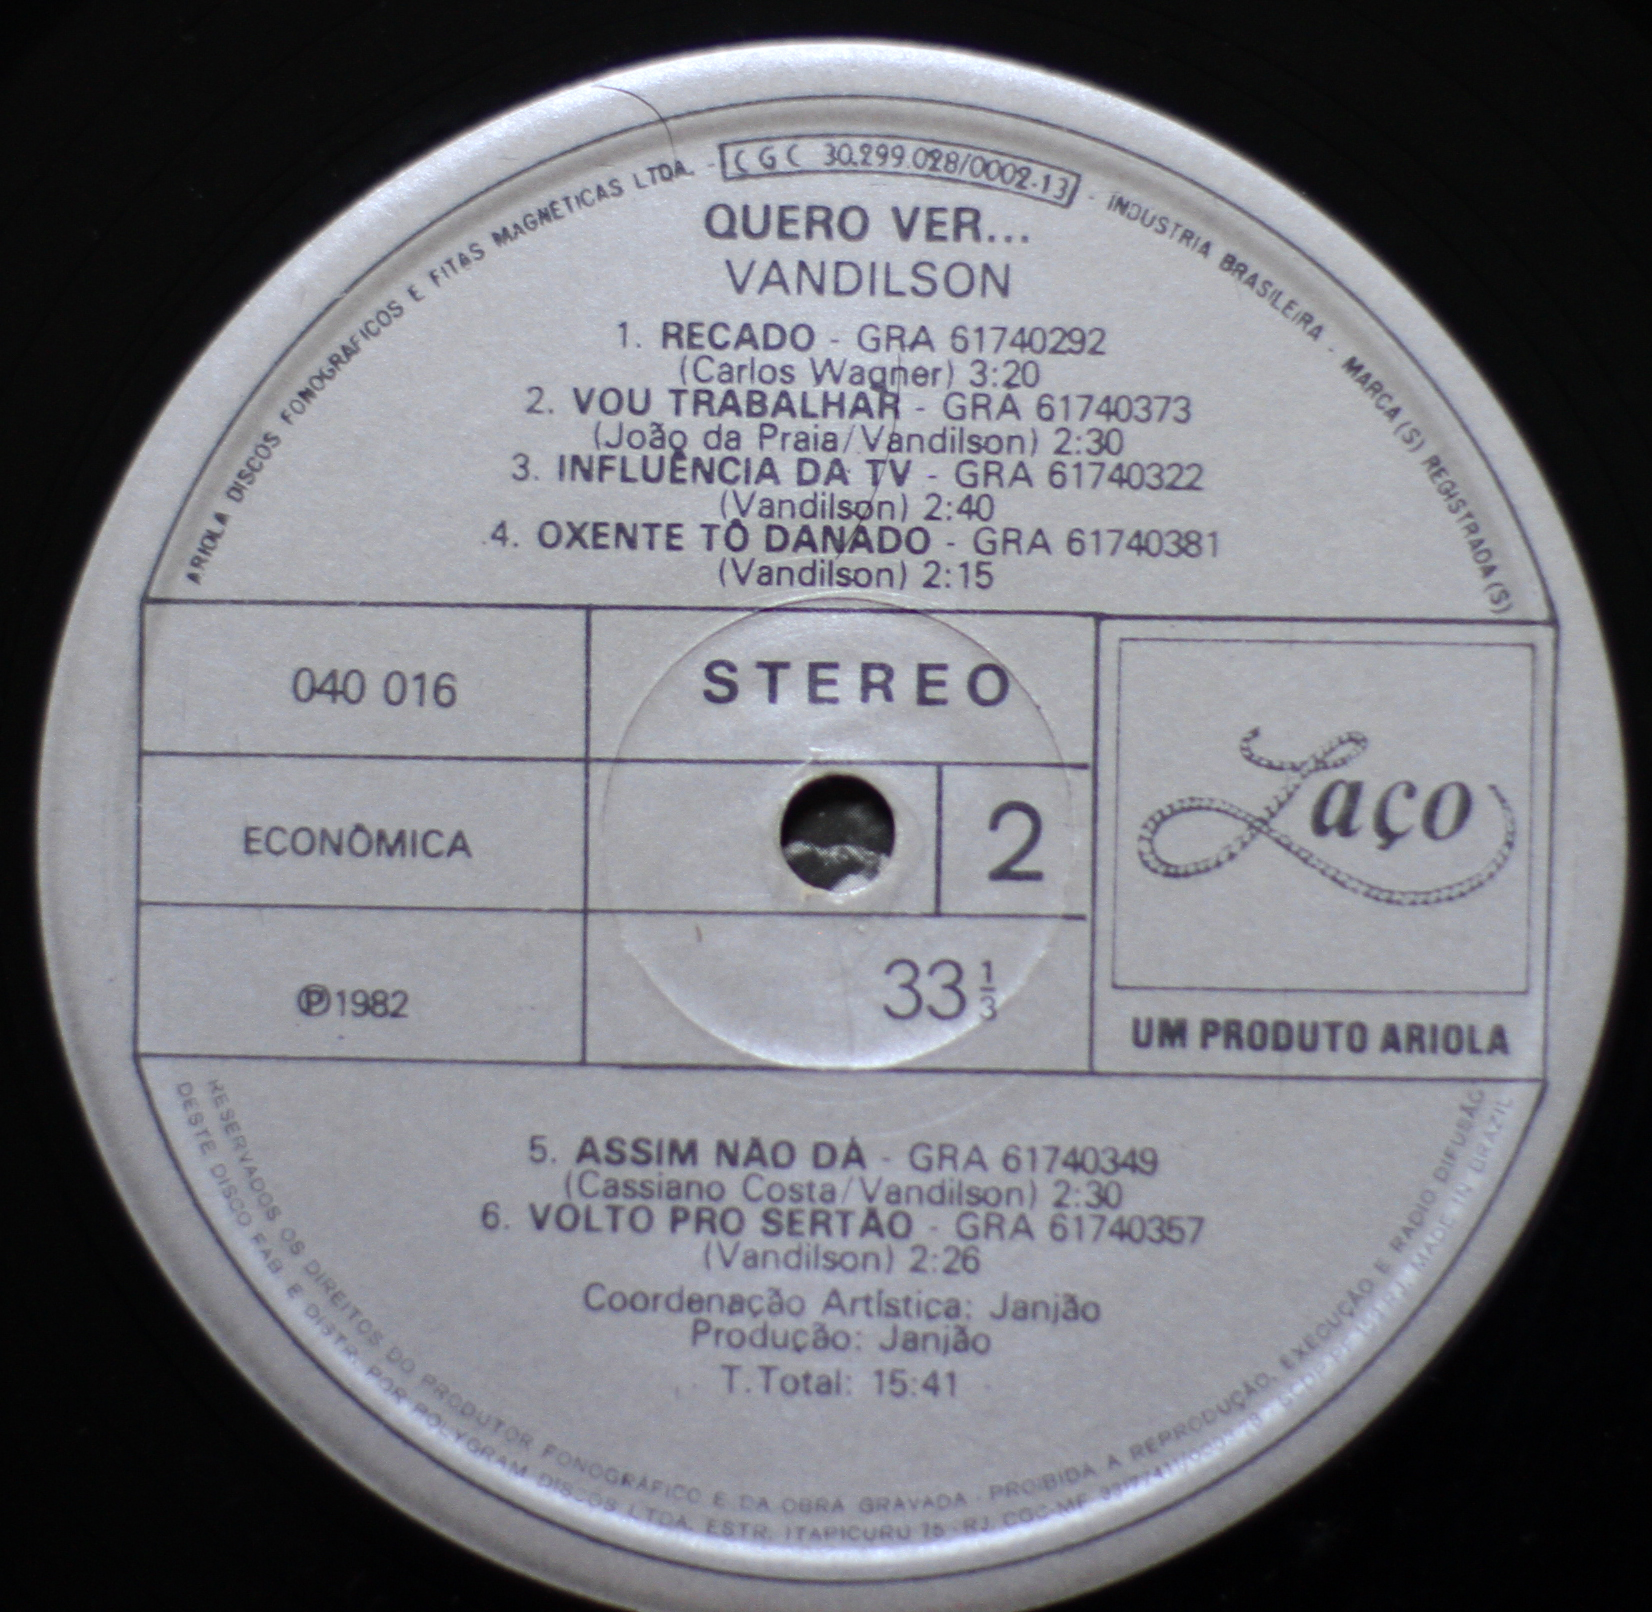 ARIOLA DISCOS FONOGRÁFICOS E FITAS MAGNÉTICAS LTDA. - CGC 30.299.028/0002-13 - INDÚSTRIA BRASILEIRA - MARCA (S) REGISTRADA (S)
QUERO VER...
VANDILSON
1. RECADO - GRA 61740292
(Carlos Wagner) 3:20
2. VOU TRABALHAR - GRA 61740373
(João da Praia/Vandilson) 2:30
3. INFLUÊNCIA DA TV - GRA 61740322
(Vandilson) 2:40
4. OXENTE TÔ DANADO - GRA 61740381
(Vandilson) 2:15
040 016
STEREO
ECONÔMICA
2
Ⓟ1982
33 1/3
Laço
UM PRODUTO ARIOLA
5. ASSIM NÃO DÁ - GRA 61740349
(Cassiano Costa/Vandilson) 2:30
6. VOLTO PRO SERTÃO - GRA 61740357
(Vandilson) 2:26
Coordenação Artística: Janjão
Produção: Janjão
T.Total: 15:41
RESERVADOS OS DIREITOS DO PRODUTOR FONOGRÁFICO E DA OBRA GRAVADA - PROIBIDA A REPRODUÇÃO, EXECUÇÃO E RADIO DIFUSÃO
DESTE DISCO FAB. E DISTR. POR POLYGRAM DISCOS LTDA. ESTR. ITAPICURU 75 - RJ. CGC-MF MADE IN BRAZIL